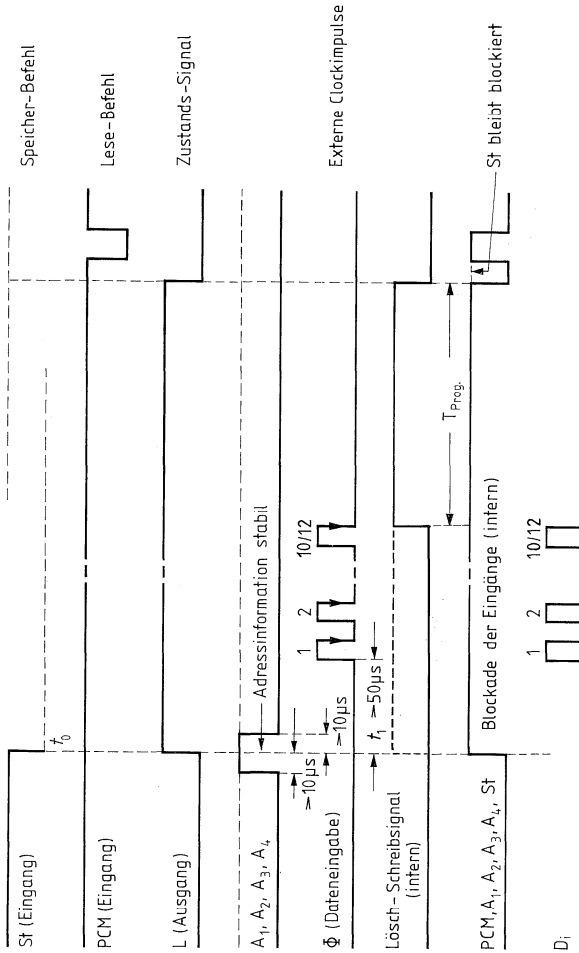 St (Eingang)
t₀
Speicher-Befehl
PCM (Eingang)
Lese-Befehl
L (Ausgang)
Zustands-Signal
A₁, A₂, A₃, A₄
>10µs
>10µs
Adressinformation stabil
Φ (Dateneingabe)
1
2
10/12
Externe Clockimpulse
t₁ >50µs
Lösch-Schreibsignal
(intern)
T Prog.
PCM, A₁, A₂, A₃, A₄, St
Blockade der Eingänge (intern)
St bleibt blockiert
Dᵢ
1
2
10/12